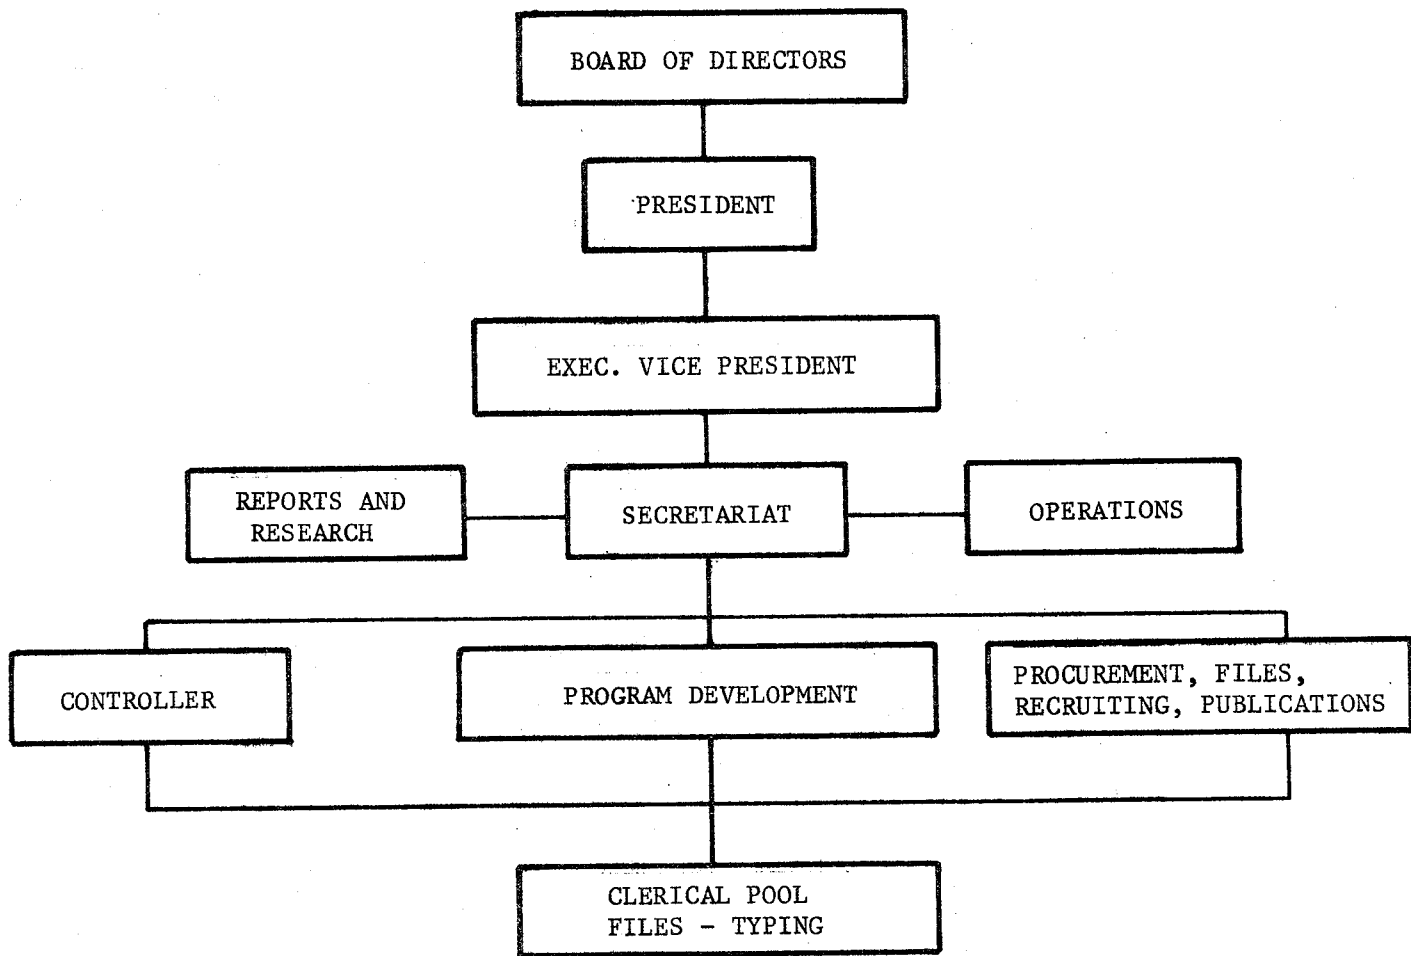 BOARD OF DIRECTORS
PRESIDENT
EXEC. VICE PRESIDENT
REPORTS AND
RESEARCH
SECRETARIAT
OPERATIONS
CONTROLLER
PROGRAM DEVELOPMENT
PROCUREMENT, FILES,
RECRUITING, PUBLICATIONS
CLERICAL POOL
FILES - TYPING